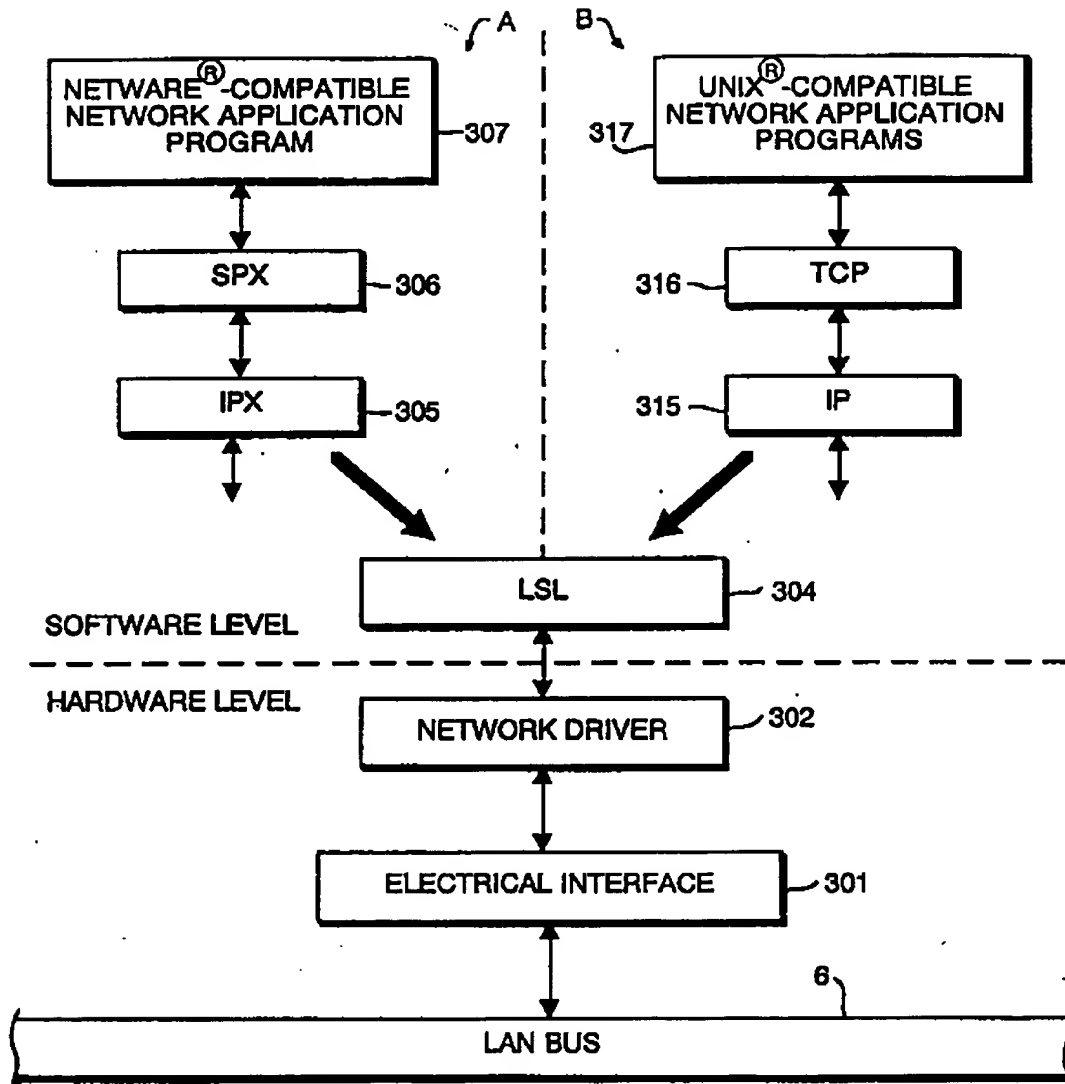 A
B
NETWARE®-COMPATIBLE
NETWORK APPLICATION
PROGRAM
307
317
UNIX®-COMPATIBLE
NETWORK APPLICATION
PROGRAMS
SPX
306
316
TCP
IPX
305
315
IP
LSL
304
SOFTWARE LEVEL
HARDWARE LEVEL
NETWORK DRIVER
302
ELECTRICAL INTERFACE
301
6
LAN BUS